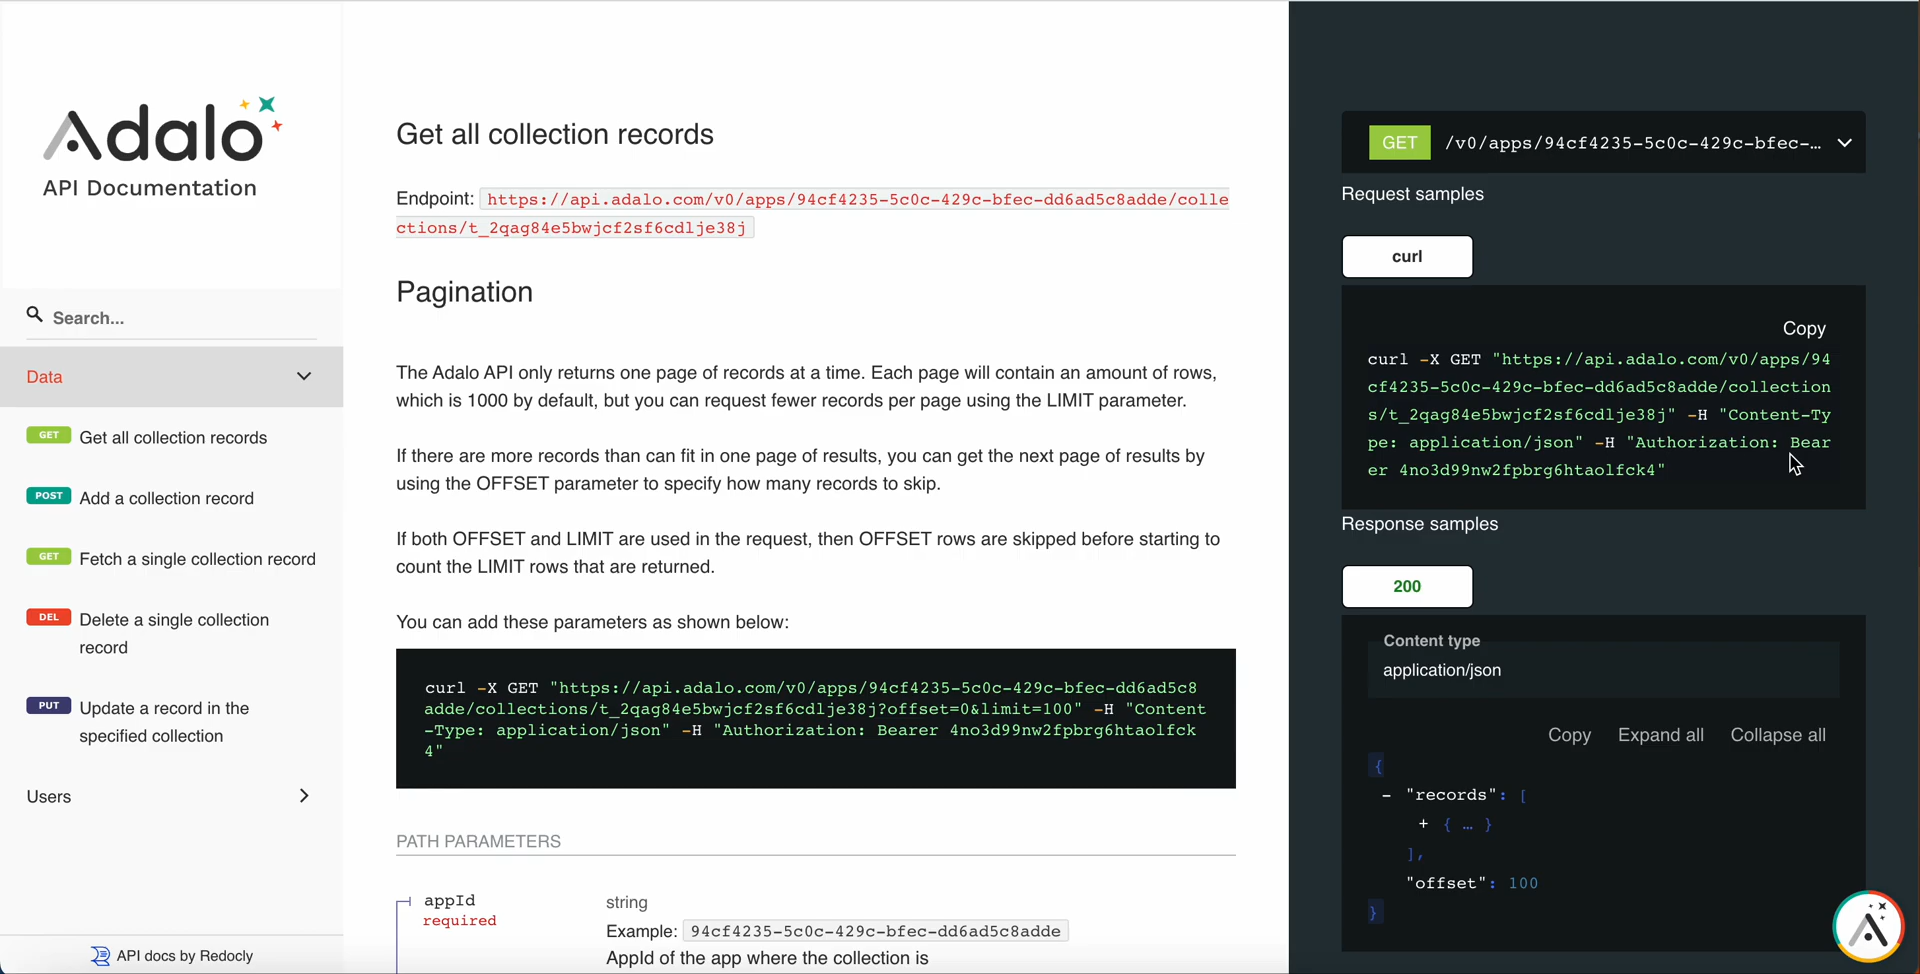 Adalo
API Documentation
Search...
Data
GET Get all collection records
POST Add a collection record
GET Fetch a single collection record
DEL Delete a single collection
record
PUT Update a record in the
specified collection
Users
API docs by Redocly
Get all collection records
Endpoint: https://api.adalo.com/v0/apps/94cf4235-5c0c-429c-bfec-dd6ad5c8adde/colle
ctions/t_2qag84e5bwjcf2sf6cdlje38j
Pagination
The Adalo API only returns one page of records at a time. Each page will contain an amount of rows,
which is 1000 by default, but you can request fewer records per page using the LIMIT parameter.
If there are more records than can fit in one page of results, you can get the next page of results by
using the OFFSET parameter to specify how many records to skip.
If both OFFSET and LIMIT are used in the request, then OFFSET rows are skipped before starting to
count the LIMIT rows that are returned.
You can add these parameters as shown below:
curl -X GET "https://api.adalo.com/v0/apps/94cf4235-5c0c-429c-bfec-dd6ad5c8
adde/collections/t_2qag84e5bwjcf2sf6cdlje38j?offset=0&limit=100" -H "Content
-Type: application/json" -H "Authorization: Bearer 4no3d99nw2fpbrg6htaolfck
4"
PATH PARAMETERS
appId
required
string
Example: 94cf4235-5c0c-429c-bfec-dd6ad5c8adde
AppId of the app where the collection is
GET /v0/apps/94cf4235-5c0c-429c-bfec-…
Request samples
curl
Copy
curl -X GET "https://api.adalo.com/v0/apps/94
cf4235-5c0c-429c-bfec-dd6ad5c8adde/collection
s/t_2qag84e5bwjcf2sf6cdlje38j" -H "Content-Ty
pe: application/json" -H "Authorization: Bear
er 4no3d99nw2fpbrg6htaolfck4"
Response samples
200
Content type
application/json
Copy Expand all Collapse all
{
- "records": [
+ { … }
],
"offset": 100
}